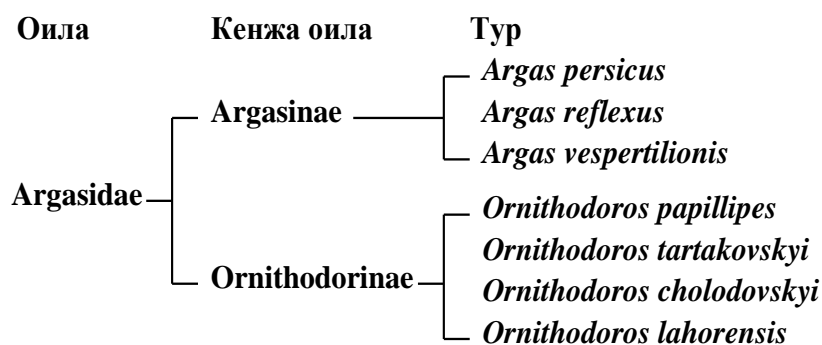 Оила Кенжа оила Тур
Argas persicus
Argasinae Argas reflexus
Argas vespertilionis
Argasidae
Ornithodoros papillipes
Ornithodoros tartakovskyi
Ornithodorinae Ornithodoros cholodovskyi
Ornithodoros lahorensis